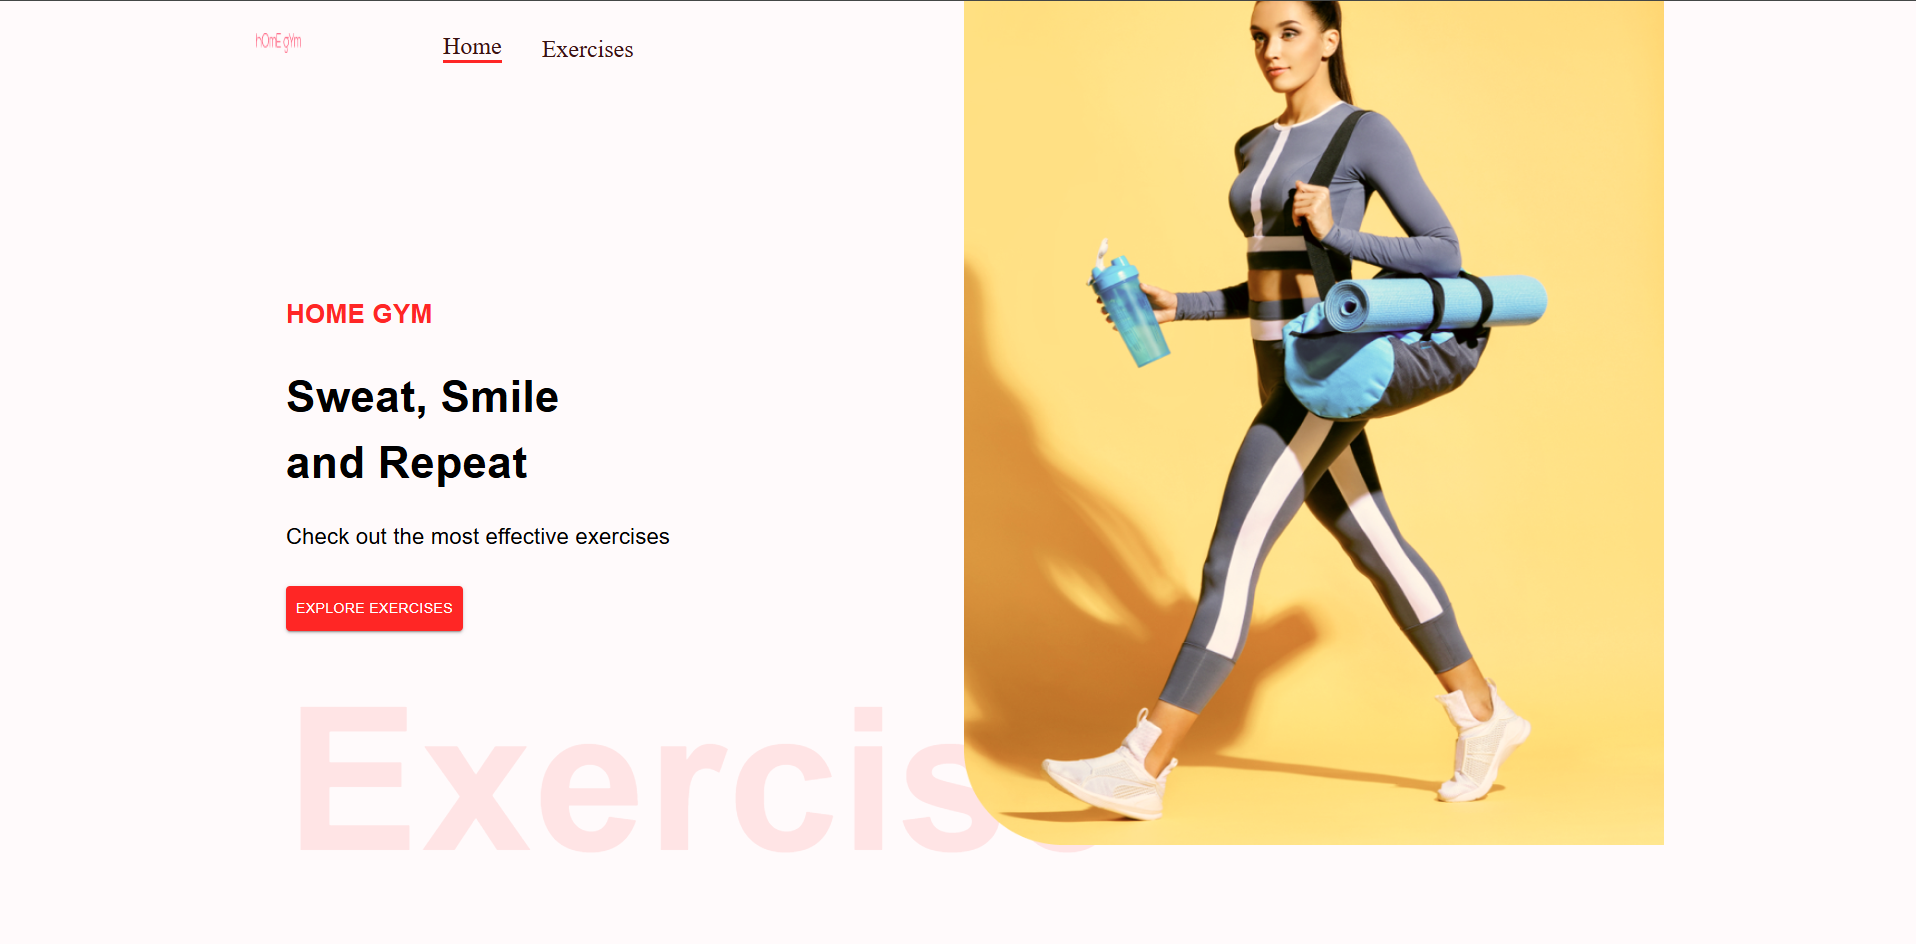 hOmE gYm
Home Exercises
HOME GYM
Sweat, Smile
and Repeat
Check out the most effective exercises
EXPLORE EXERCISES
Exercis